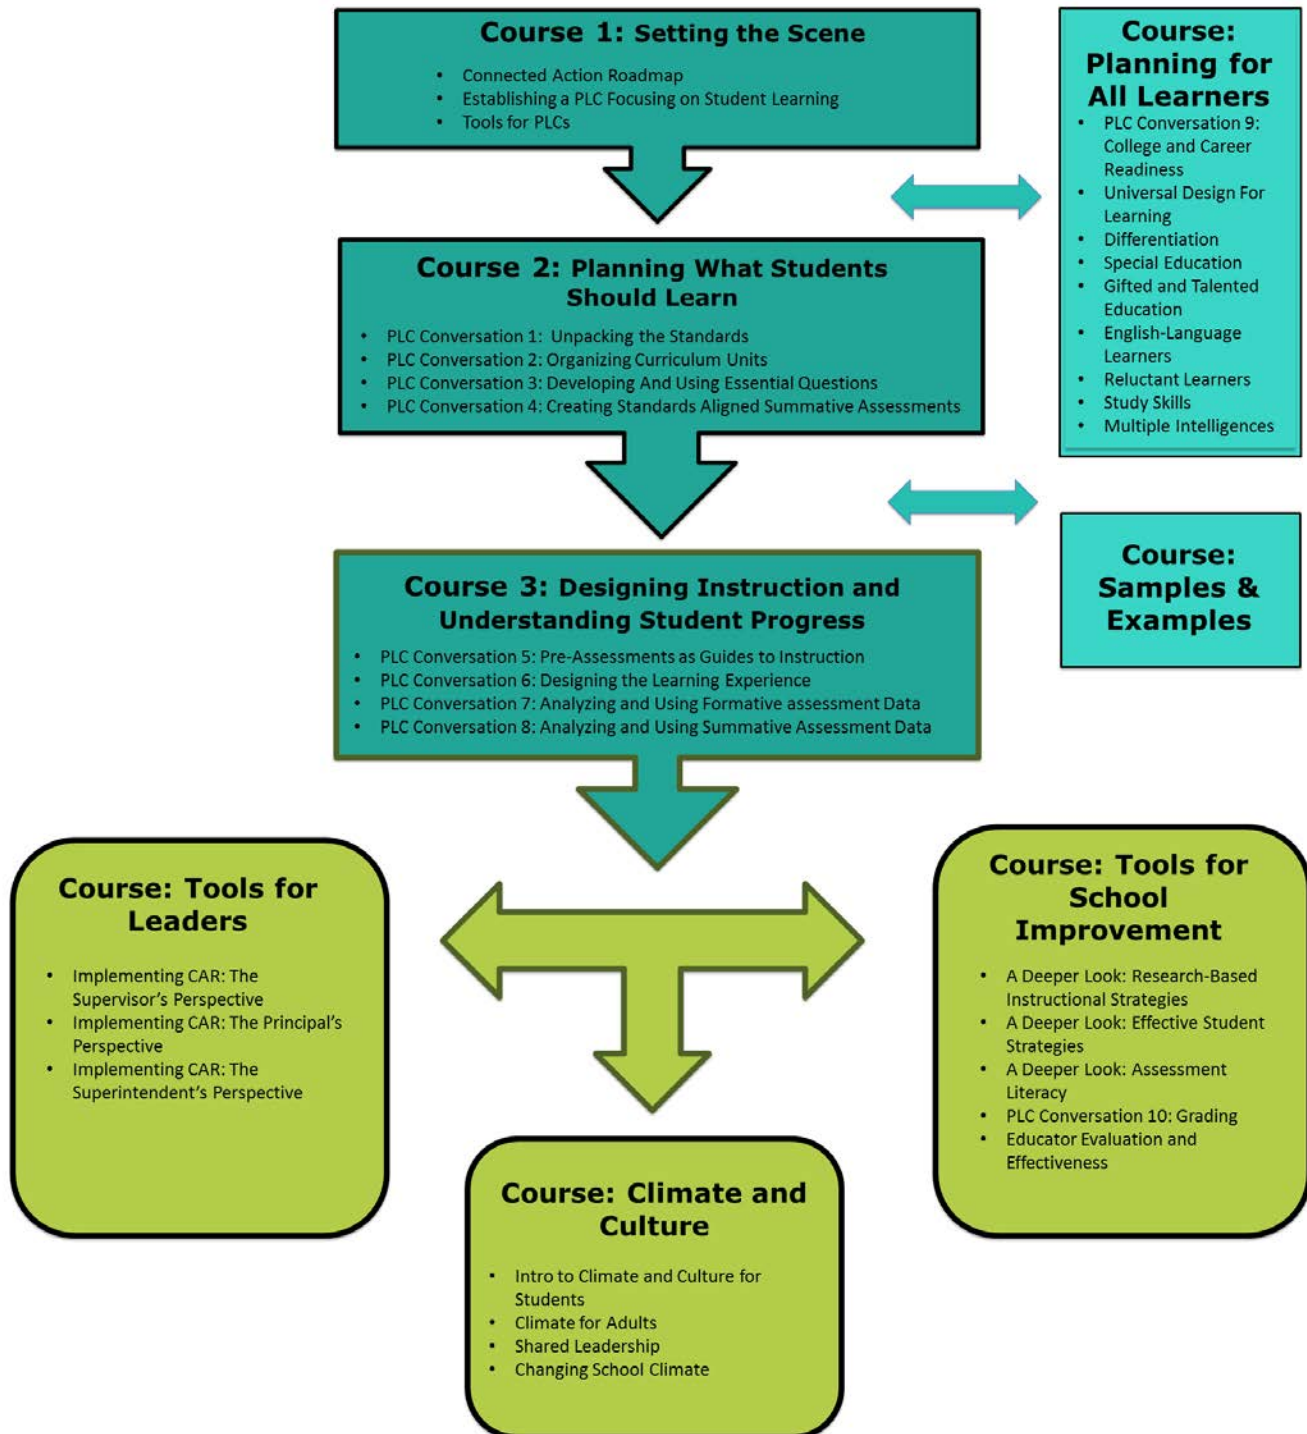 Course 1: Setting the Scene
• Connected Action Roadmap
• Establishing a PLC Focusing on Student Learning
• Tools for PLCs
Course:
Planning for
All Learners
• PLC Conversation 9:
College and Career
Readiness
• Universal Design For
Learning
• Differentiation
• Special Education
• Gifted and Talented
Education
• English-Language
Learners
• Reluctant Learners
• Study Skills
• Multiple Intelligences
Course 2: Planning What Students
Should Learn
• PLC Conversation 1: Unpacking the Standards
• PLC Conversation 2: Organizing Curriculum Units
• PLC Conversation 3: Developing And Using Essential Questions
• PLC Conversation 4: Creating Standards Aligned Summative Assessments
Course:
Samples &
Examples
Course 3: Designing Instruction and
Understanding Student Progress
• PLC Conversation 5: Pre-Assessments as Guides to Instruction
• PLC Conversation 6: Designing the Learning Experience
• PLC Conversation 7: Analyzing and Using Formative assessment Data
• PLC Conversation 8: Analyzing and Using Summative Assessment Data
Course: Tools for
Leaders
• Implementing CAR: The
Supervisor's Perspective
• Implementing CAR: The Principal's
Perspective
• Implementing CAR: The
Superintendent's Perspective
Course: Tools for
School
Improvement
• A Deeper Look: Research-Based
Instructional Strategies
• A Deeper Look: Effective Student
Strategies
• A Deeper Look: Assessment
Literacy
• PLC Conversation 10: Grading
• Educator Evaluation and
Effectiveness
Course: Climate and
Culture
• Intro to Climate and Culture for
Students
• Climate for Adults
• Shared Leadership
• Changing School Climate